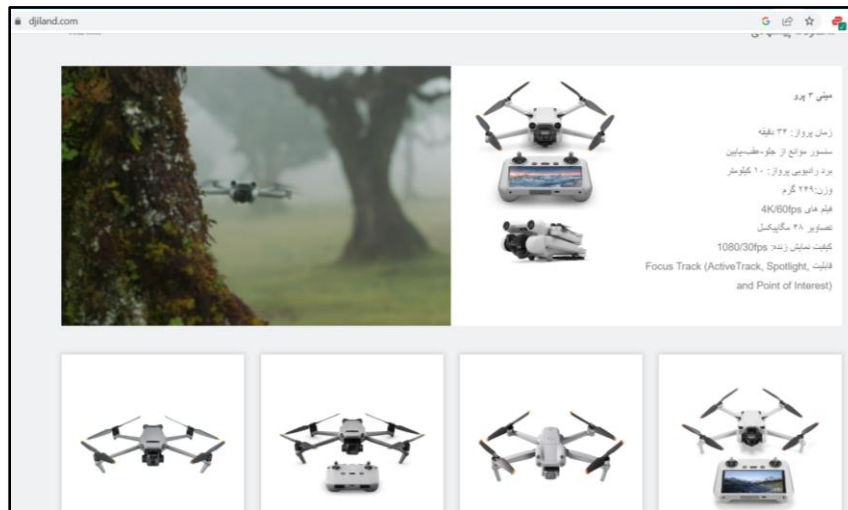 djiland.com
مینی ۳ پرو
زمان پرواز: ۳۴ دقیقه
سنسور موانع از جلو-عقب-پایین
برد رادیویی پرواز: ۱۰ کیلومتر
وزن:۲۴۹ گرم
فیلم های 4K/60fps
تصاویر ۴۸ مگاپیکسل
کیفیت نمایش زنده: 1080/30fps
قابلیت Focus Track (ActiveTrack, Spotlight,
and Point of Interest)